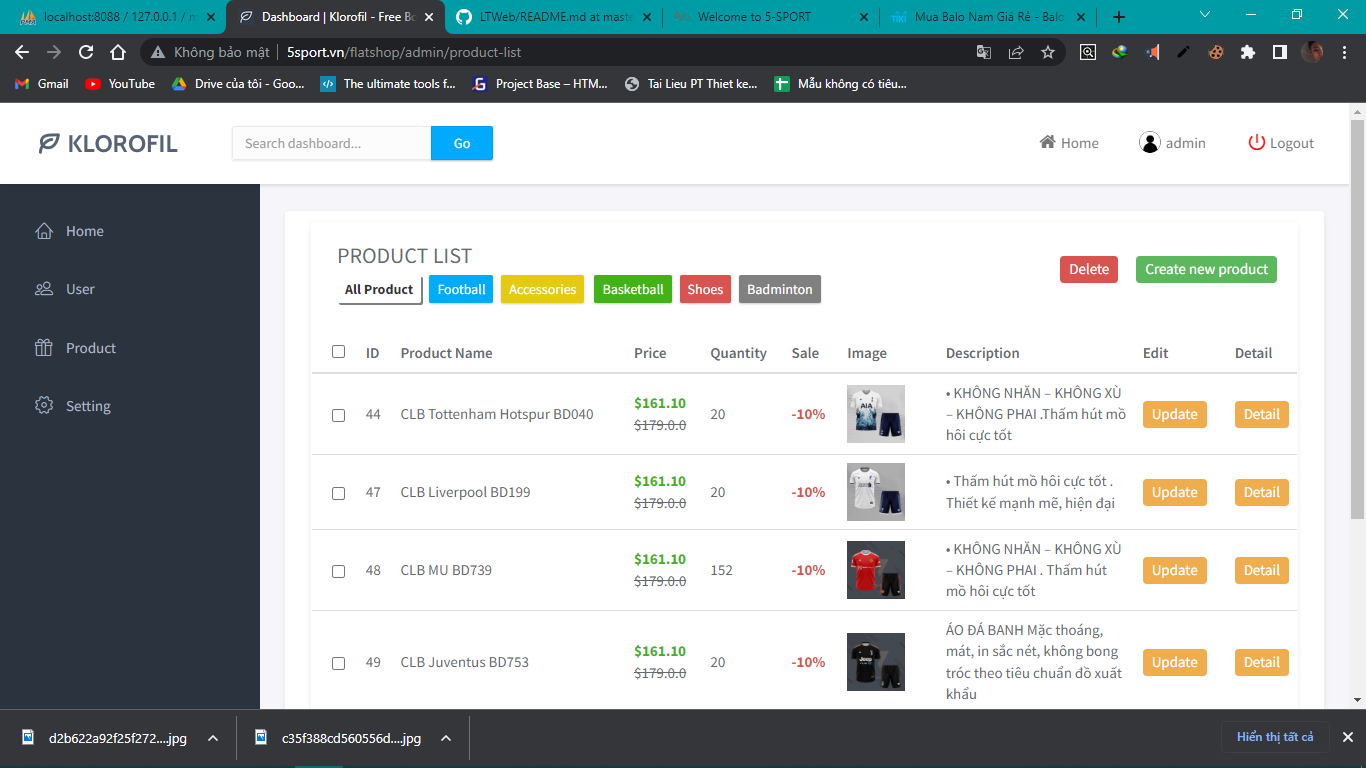 localhost:8088 / 127.0.0.1 / m
Dashboard | Klorofil - Free Bo
LTWeb/README.md at maste
Welcome to 5-SPORT
TIKI
Mua Balo Nam Giá Rẻ - Balo
Không bảo mật
5sport.vn/flatshop/admin/product-list
Gmail
YouTube
Drive của tôi - Goo...
The ultimate tools f...
Project Base – HTM...
Tai Lieu PT Thiet ke...
Mẫu không có tiêu...
KLOROFIL
Search dashboard...
Go
Home
admin
Logout
Home
User
Product
Setting
PRODUCT LIST
All Product
Football
Accessories
Basketball
Shoes
Badminton
Delete
Create new product
ID Product Name Price Quantity Sale Image Description Edit Detail
44 CLB Tottenham Hotspur BD040
$161.10
$179.0.0
20 -10%
AIA
• KHÔNG NHĂN – KHÔNG XÙ
– KHÔNG PHAI .Thấm hút mồ
hôi cực tốt
Update Detail
47 CLB Liverpool BD199
$161.10
$179.0.0
20 -10%
• Thấm hút mồ hôi cực tốt .
Thiết kế mạnh mẽ, hiện đại
Update Detail
48 CLB MU BD739
$161.10
$179.0.0
152 -10%
• KHÔNG NHĂN – KHÔNG XÙ
– KHÔNG PHAI . Thấm hút
mồ hôi cực tốt
Update Detail
49 CLB Juventus BD753
$161.10
$179.0.0
20 -10%
Jeep
ÁO ĐÁ BANH Mặc thoáng,
mát, in sắc nét, không bong
tróc theo tiêu chuẩn đồ xuất
khẩu
Update Detail
d2b622a92f25f272....jpg
c35f388cd560556d....jpg
Hiển thị tất cả